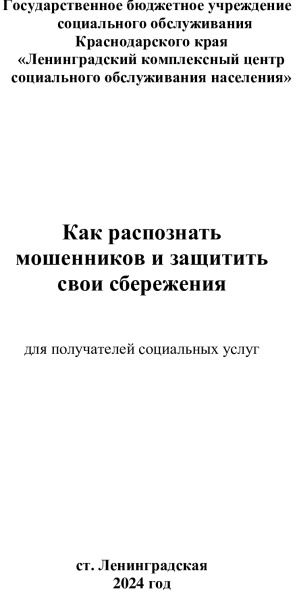 Государственное бюджетное учреждение
социального обслуживания
Краснодарского края
«Ленинградский комплексный центр
социального обслуживания населения»
Как распознать
мошенников и защитить
свои сбережения
для получателей социальных услуг
ст. Ленинградская
2024 год